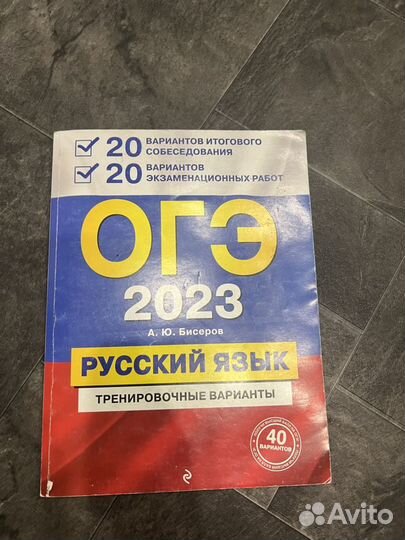 20 ВАРИАНТОВ ИТОГОВОГО
СОБЕСЕДОВАНИЯ
20 ВАРИАНТОВ
ЭКЗАМЕНАЦИОННЫХ РАБОТ
ОГЭ
2023
А. Ю. Бисеров
РУССКИЙ ЯЗЫК
ТРЕНИРОВОЧНЫЕ ВАРИАНТЫ
40
ВАРИАНТОВ
Avito